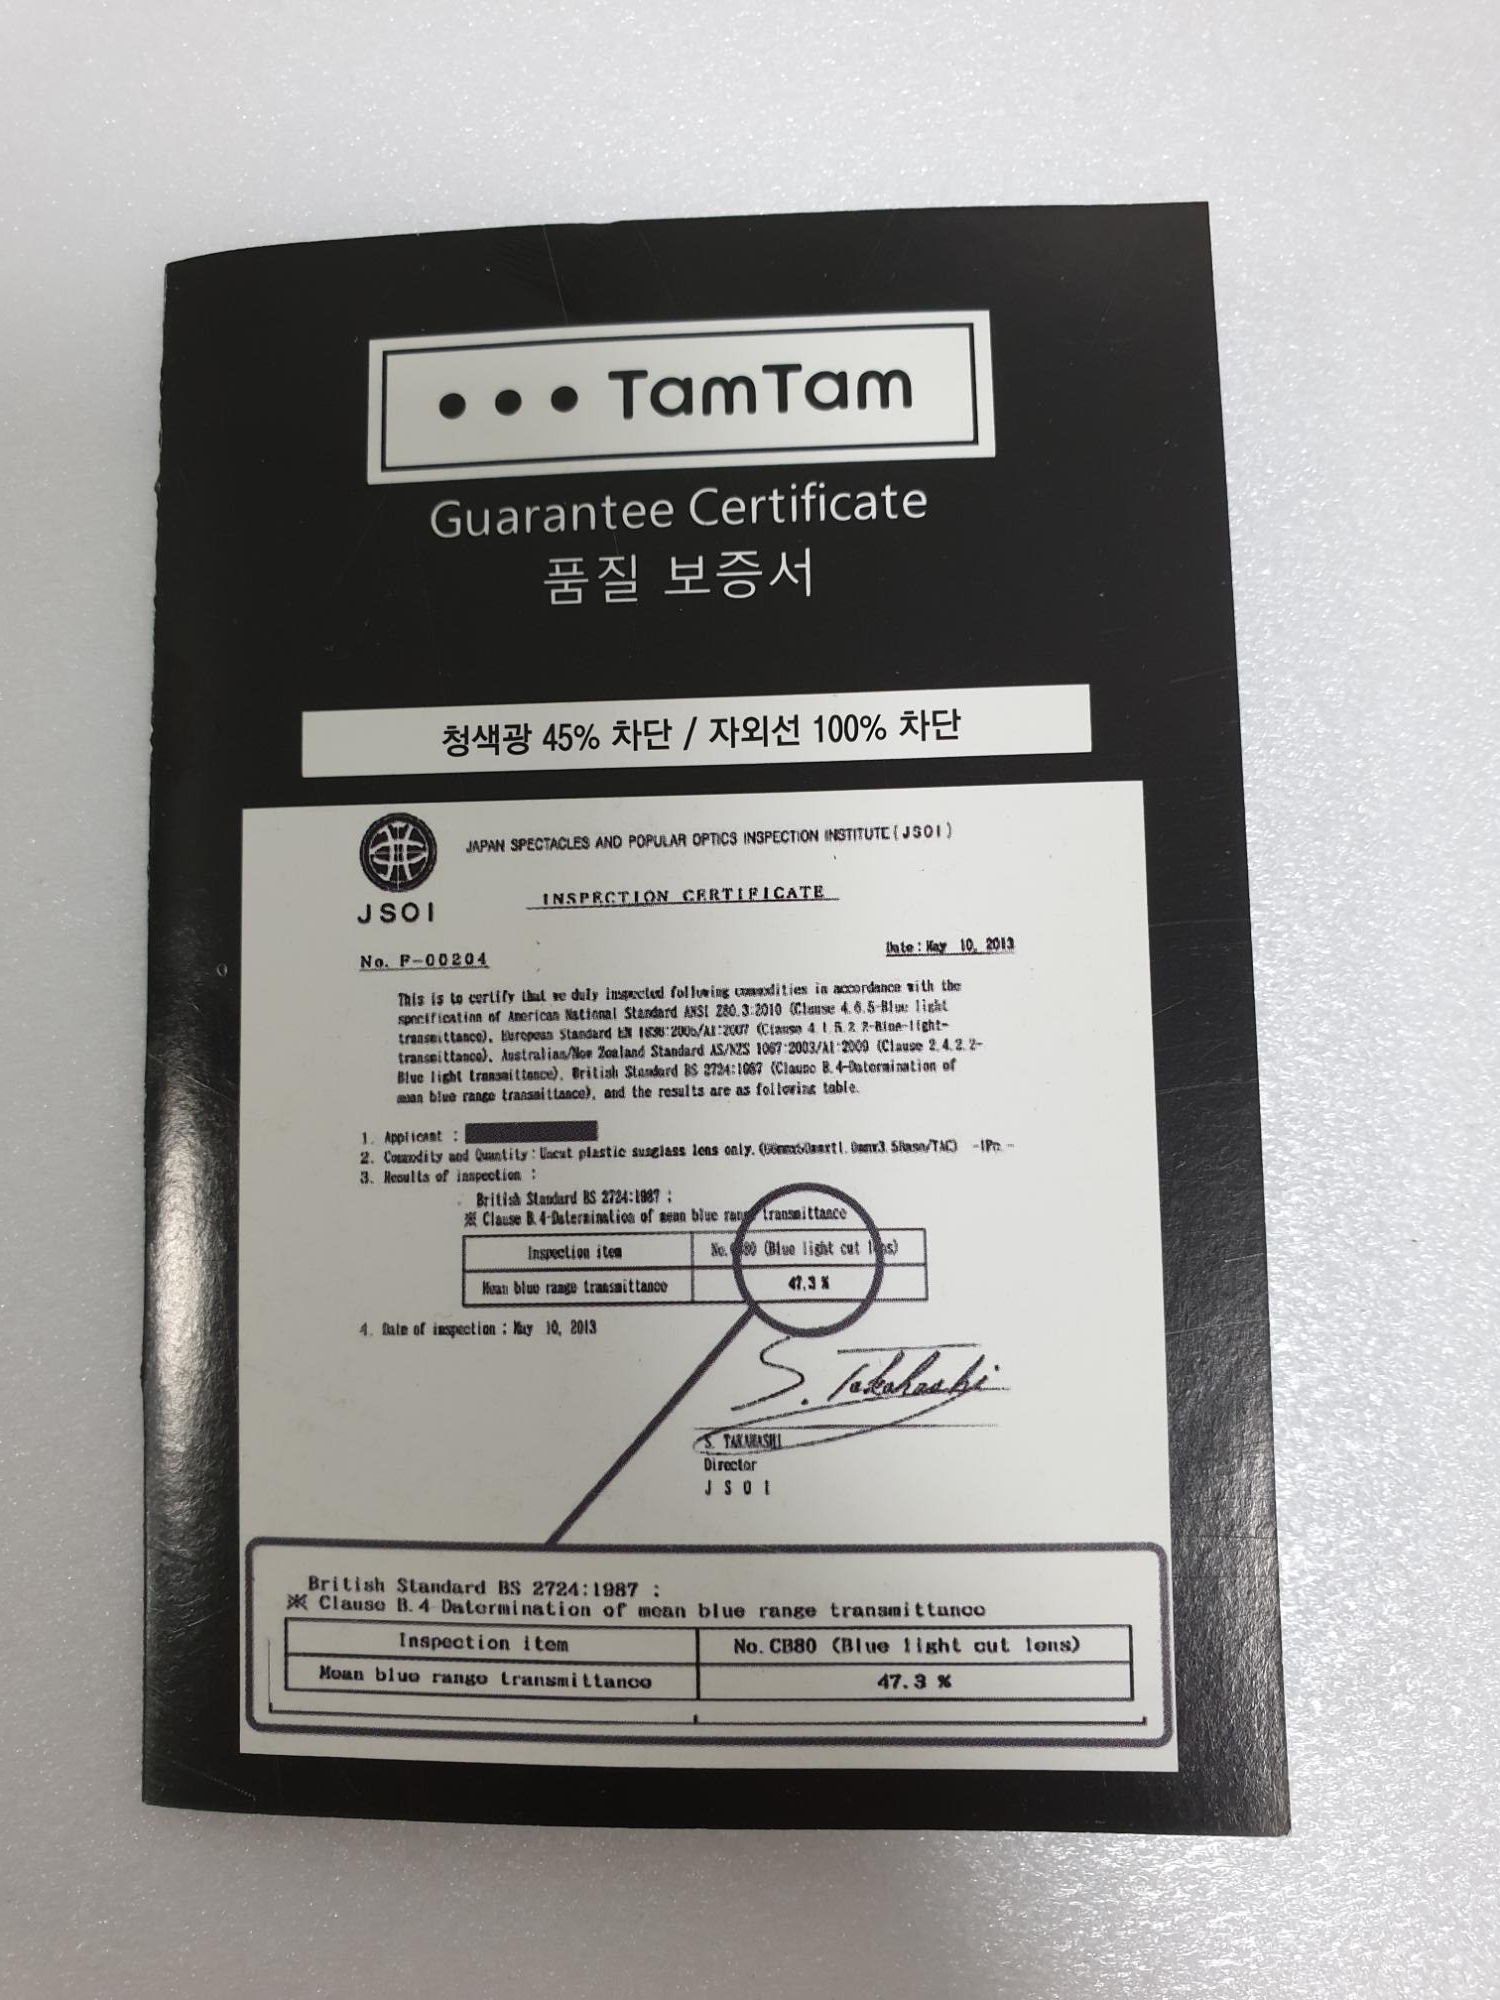 ••• TamTam
Guarantee Certificate
품질 보증서
청색광 45% 차단 / 자외선 100% 차단
JAPAN SPECTACLES AND POPULAR OPTICS INSPECTION INSTITUTE (JSOI)
INSPECTION CERTIFICATE
JSOI
No. F-00204
Date : May 10, 2013
This is to certify that we duly inspected following commodities in accordance with the
specification of American National Standard ANSI Z80.3:2010 (Clause 4.6.5-Blue light
transmittance), European Standard EN 1836:2005/A1:2007 (Clause 4.1.5.2.2-Blue-light-
transmittance), Australian/New Zealand Standard AS/NZS 1067:2003/A1:2009 (Clause 2.4.2.2-
Blue light transmittance), British Standard BS 2724:1987 (Clause B.4-Determination of
mean blue range transmittance), and the results are as following table.
1. Applicant :
2. Commodity and Quantity : Uncut plastic sunglass lens only.
3. Results of inspection :
British Standard BS 2724:1987 :
※ Clause B.4-Determination of mean blue range transmittance
Inspection item No. CB80 (Blue light cut lens)
Mean blue range transmittance 47.3 %
4. Date of inspection : May 10, 2013
S. Takahashi
S. TAKAHASHI
Director
J S O I
British Standard BS 2724:1987 :
※ Clause B.4 Determination of mean blue range transmittance
Inspection item No. CB80 (Blue light cut lens)
Mean blue range transmittance 47.3 %